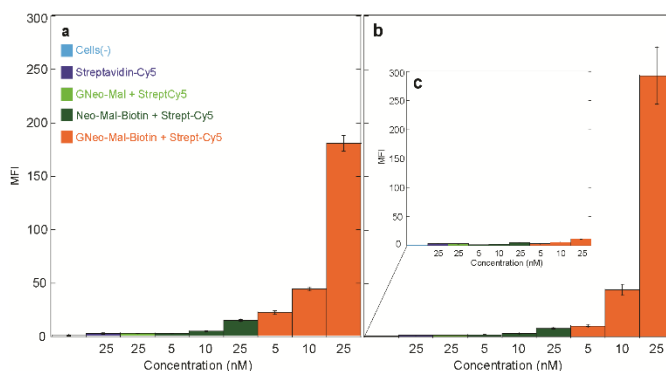 300
a
Cells(-)
Streptavidin-Cy5
GNeo-Mal + StreptCy5
Neo-Mal-Biotin + Strept-Cy5
GNeo-Mal-Biotin + Strept-Cy5
250
200
150
100
50
0
MFI
25 25 5 10 25 5 10 25
Concentration (nM)
b
c
300
250
200
150
100
50
0
MFI
25 25 5 10 25 5 10 25
Concentration (nM)
25 25 5 10 25 5 10 25
Concentration (nM)